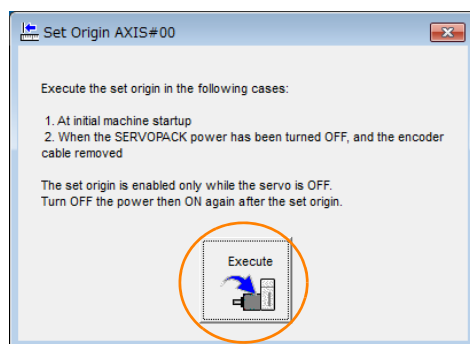 Set Origin AXIS#00
Execute the set origin in the following cases:
1. At initial machine startup
2. When the SERVOPACK power has been turned OFF, and the encoder
cable removed
The set origin is enabled only while the servo is OFF.
Turn OFF the power then ON again after the set origin.
Execute